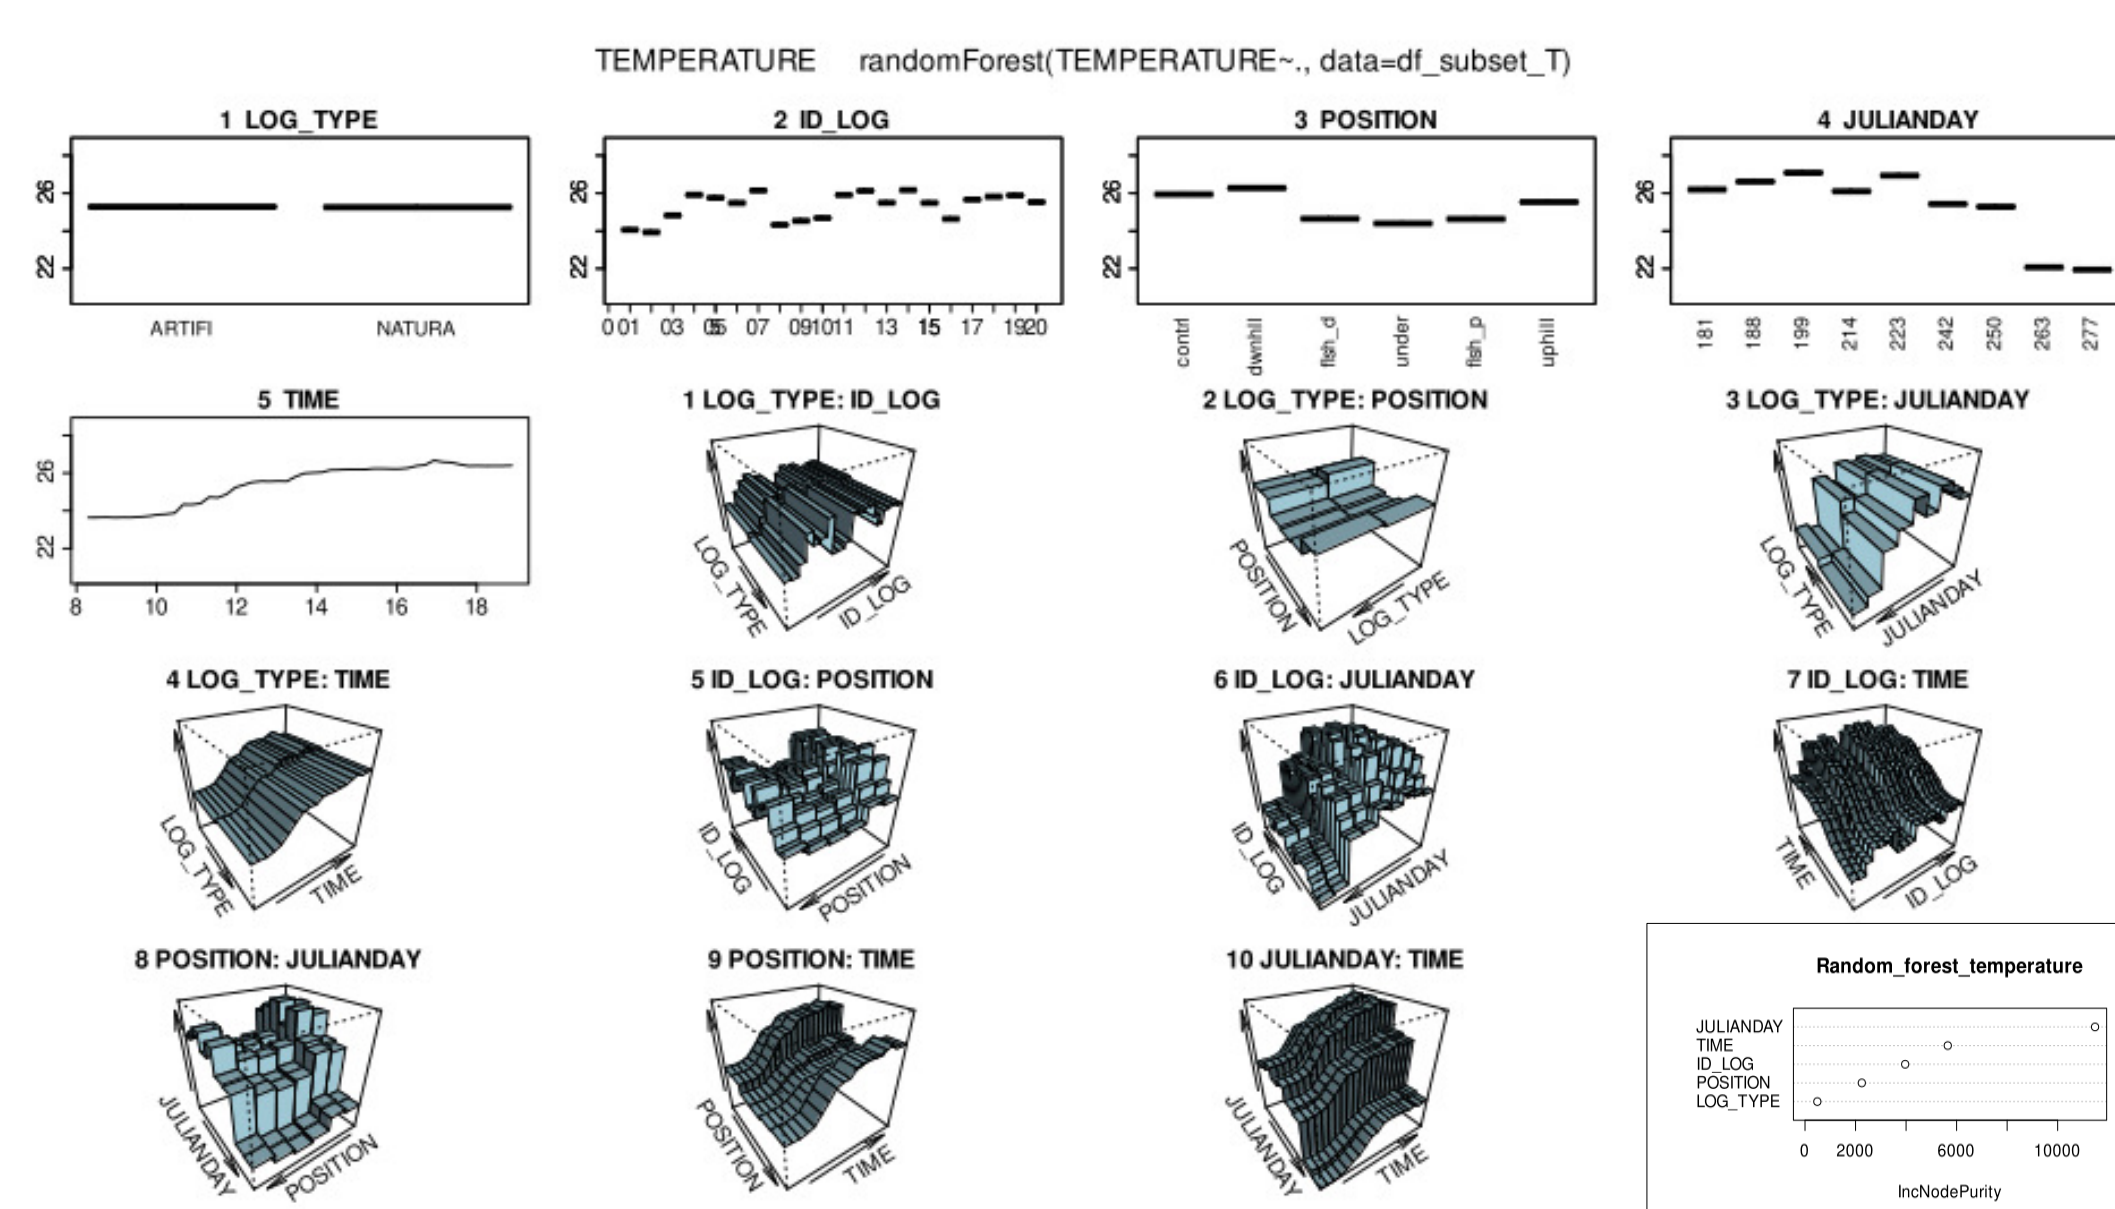 TEMPERATURE randomForest(TEMPERATURE~., data=df_subset_T)
1 LOG_TYPE
26
22
ARTIFI NATURA
2 ID_LOG
26
22
0 01 03 05 07 09 10 11 13 15 17 19 20
3 POSITION
26
22
contrl dwnhill flsh_d under flsh_p uphill
4 JULIANDAY
26
22
181 188 199 214 223 242 250 263 277
5 TIME
26
22
8 10 12 14 16 18
1 LOG_TYPE: ID_LOG
LOG_TYPE
ID_LOG
2 LOG_TYPE: POSITION
POSITION
LOG_TYPE
3 LOG_TYPE: JULIANDAY
LOG_TYPE
JULIANDAY
4 LOG_TYPE: TIME
LOG_TYPE
TIME
5 ID_LOG: POSITION
ID_LOG
POSITION
6 ID_LOG: JULIANDAY
ID_LOG
JULIANDAY
7 ID_LOG: TIME
TIME
ID_LOG
8 POSITION: JULIANDAY
JULIANDAY
POSITION
9 POSITION: TIME
POSITION
TIME
10 JULIANDAY: TIME
JULIANDAY
TIME
Random_forest_temperature
JULIANDAY
TIME
ID_LOG
POSITION
LOG_TYPE
0 2000 6000 10000
IncNodePurity